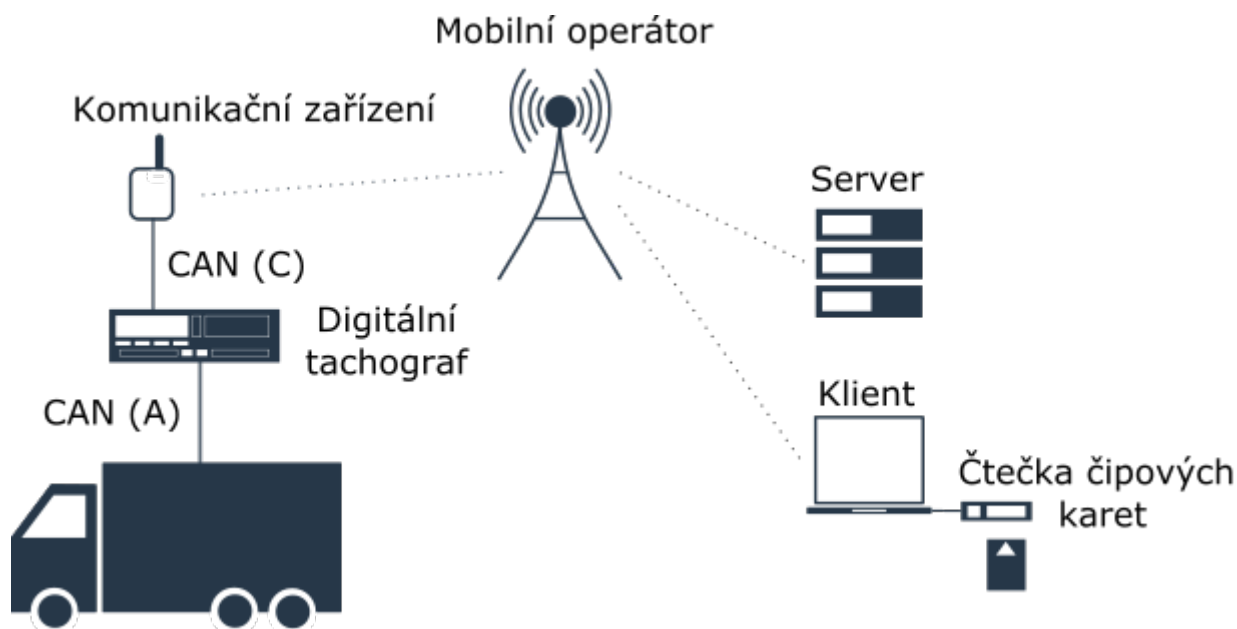 Mobilní operátor
Komunikační zařízení
Server
CAN (C)
Digitální
tachograf
CAN (A)
Klient
Čtečka čipových
karet